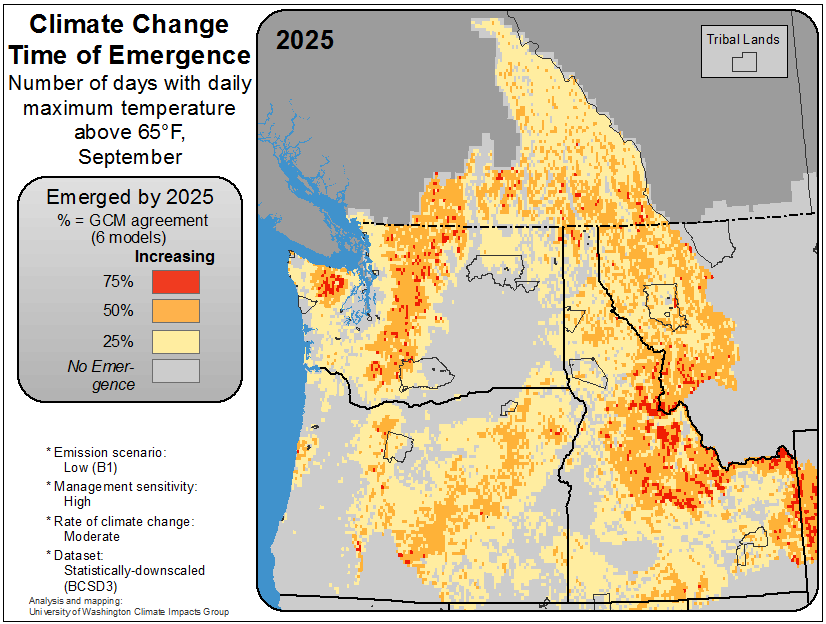 Climate Change
Time of Emergence
Number of days with daily
maximum temperature
above 65°F,
September
Emerged by 2025
% = GCM agreement
(6 models)
Increasing
75%
50%
25%
No Emer-
gence
* Emission scenario:
Low (B1)
* Management sensitivity:
High
* Rate of climate change:
Moderate
* Dataset:
Statistically-downscaled
(BCSD3)
Analysis and mapping:
University of Washington Climate Impacts Group
2025
Tribal Lands